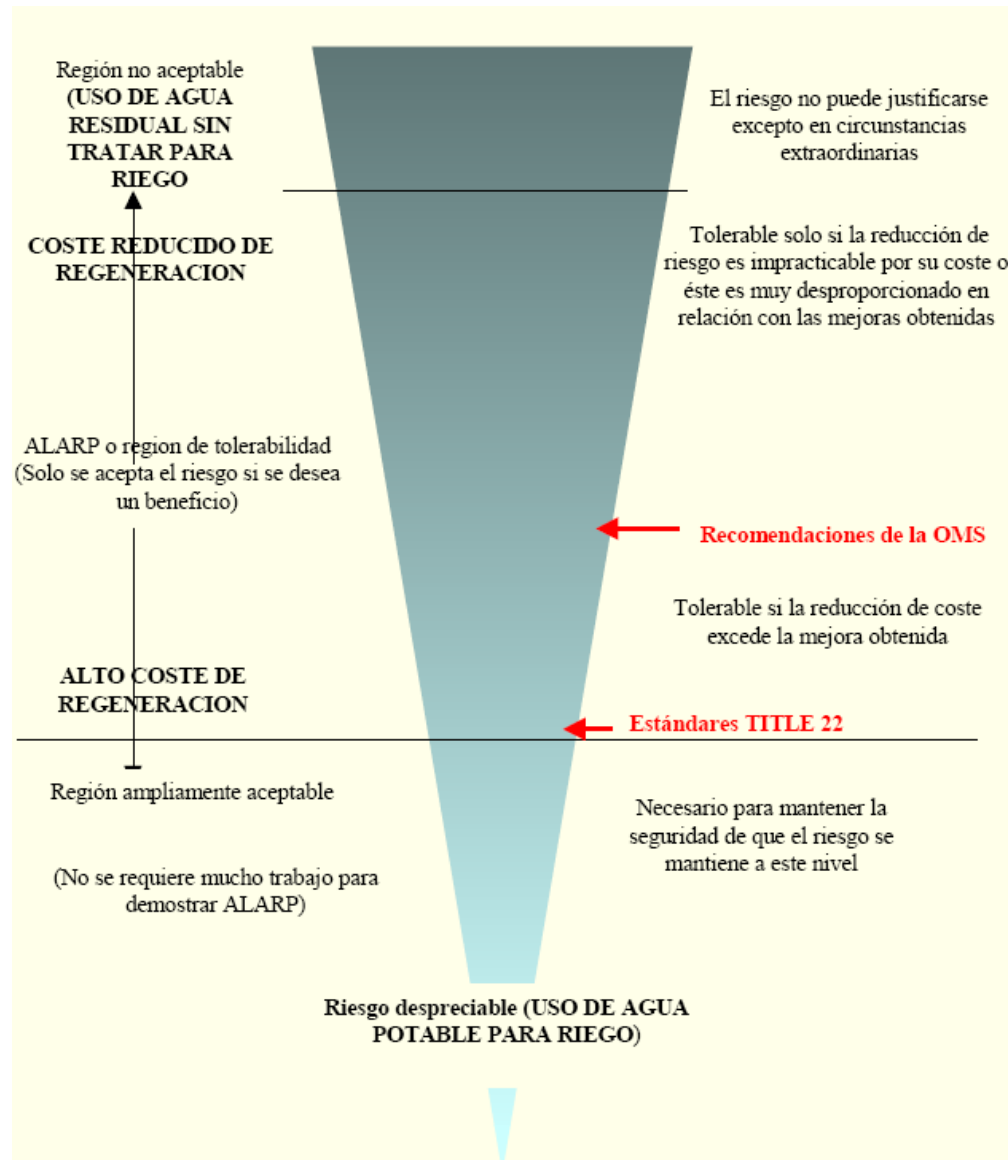 Región no aceptable
(USO DE AGUA
RESIDUAL SIN
TRATAR PARA
RIEGO
El riesgo no puede justificarse
excepto en circunstancias
extraordinarias
COSTE REDUCIDO DE
REGENERACION
Tolerable solo si la reducción de
riesgo es impracticable por su coste o
éste es muy desproporcionado en
relación con las mejoras obtenidas
ALARP o region de tolerabilidad
(Solo se acepta el riesgo si se desea
un beneficio)
Recomendaciones de la OMS
Tolerable si la reducción de coste
excede la mejora obtenida
ALTO COSTE DE
REGENERACION
Estándares TITLE 22
Región ampliamente aceptable
(No se requiere mucho trabajo para
demostrar ALARP)
Necesario para mantener la
seguridad de que el riesgo se
mantiene a este nivel
Riesgo despreciable (USO DE AGUA
POTABLE PARA RIEGO)